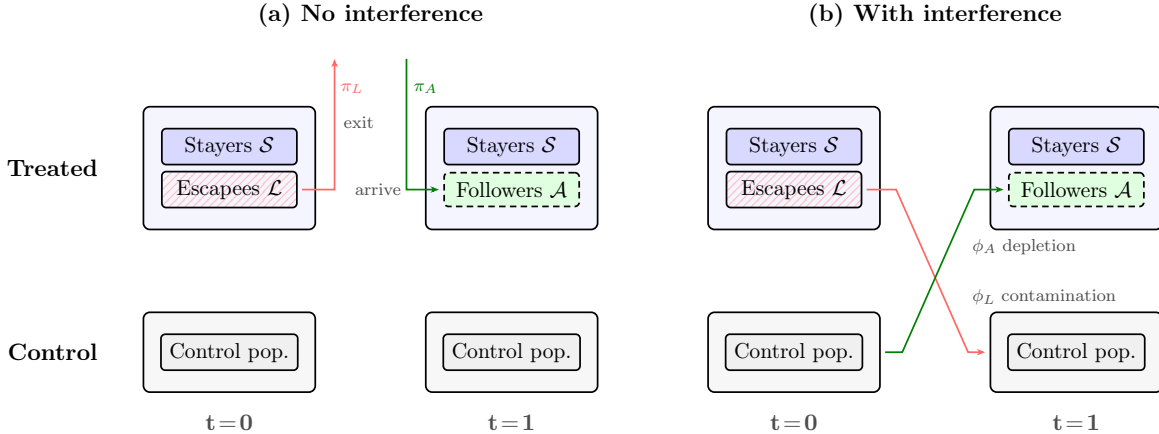 (a) No interference
(b) With interference
π_L
π_A
exit
arrive
Treated
Stayers 𝒮
Escapees ℒ
Stayers 𝒮
Followers 𝒜
Stayers 𝒮
Escapees ℒ
Stayers 𝒮
Followers 𝒜
ϕ_A depletion
ϕ_L contamination
Control
Control pop.
Control pop.
Control pop.
Control pop.
t=0
t=1
t=0
t=1